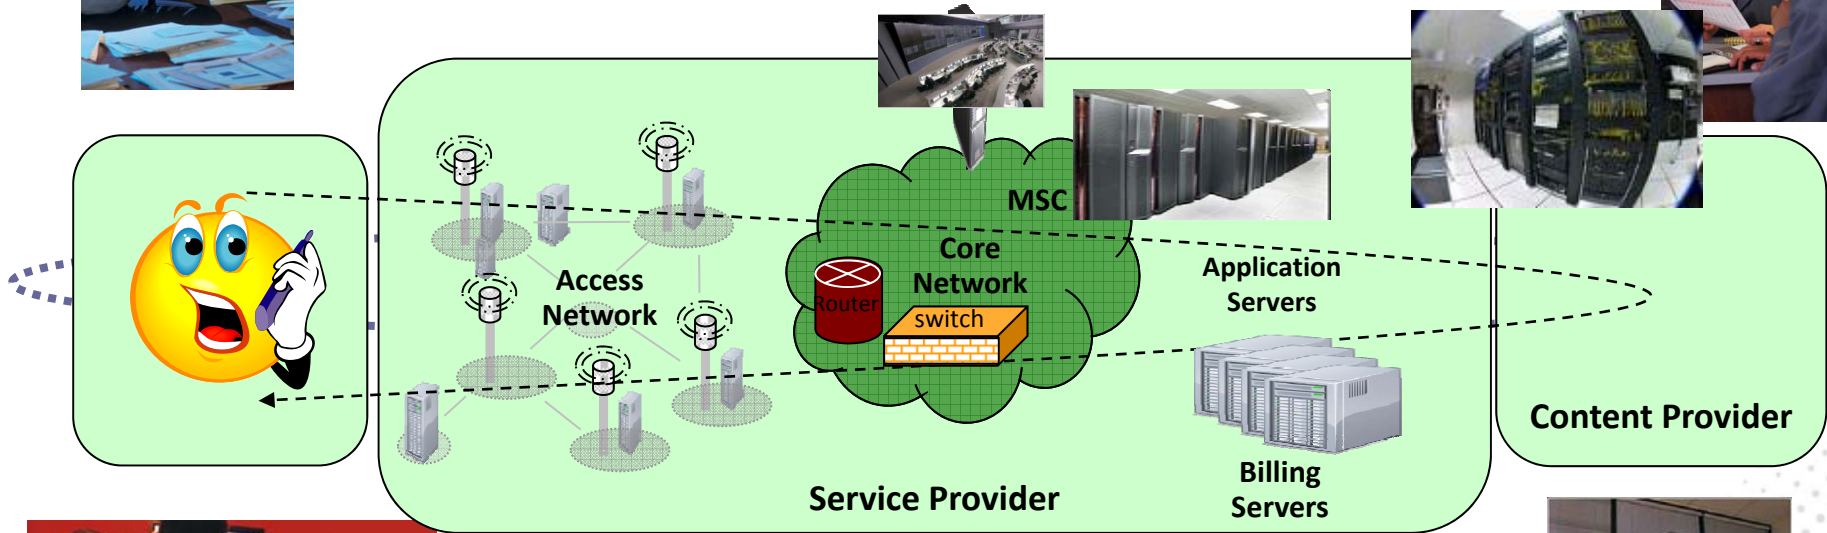 MSC
Core
Network
Access
Network
Router
switch
Application
Servers
Content Provider
Billing
Servers
Service Provider